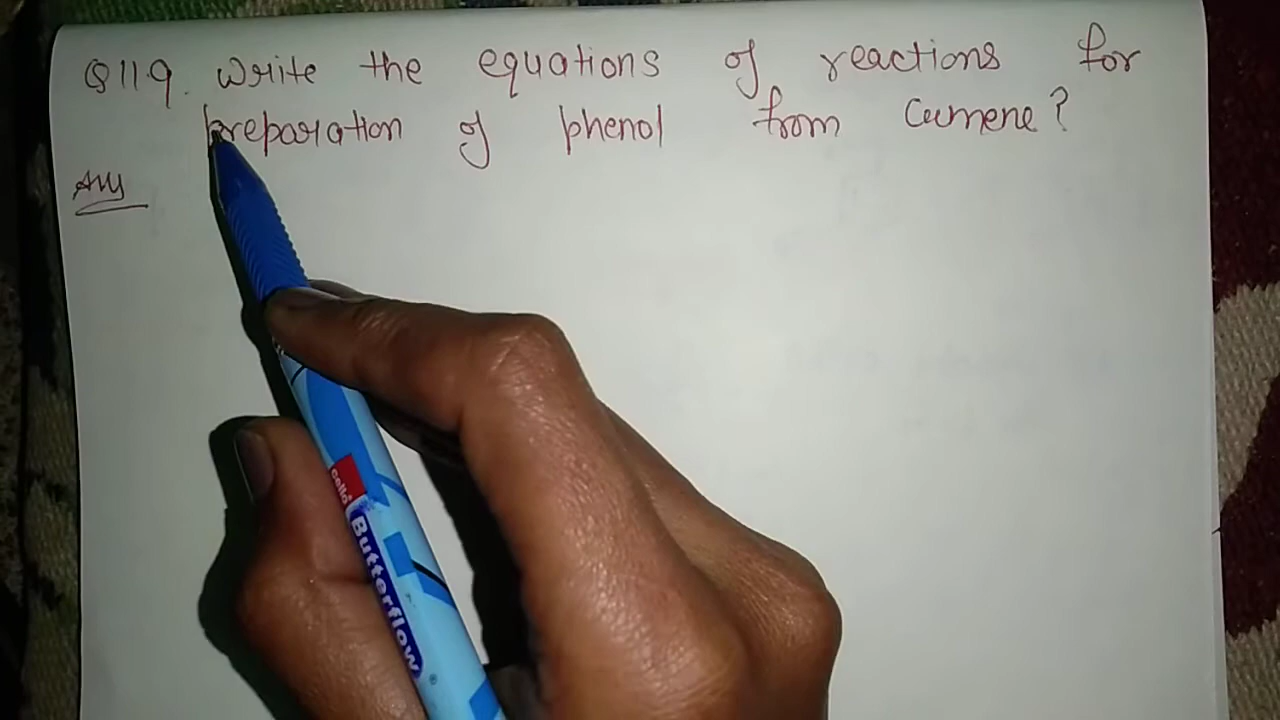 Q119. Write the equations of reactions for
preparation of phenol from Cumene?
Ans
cello
Butterflow